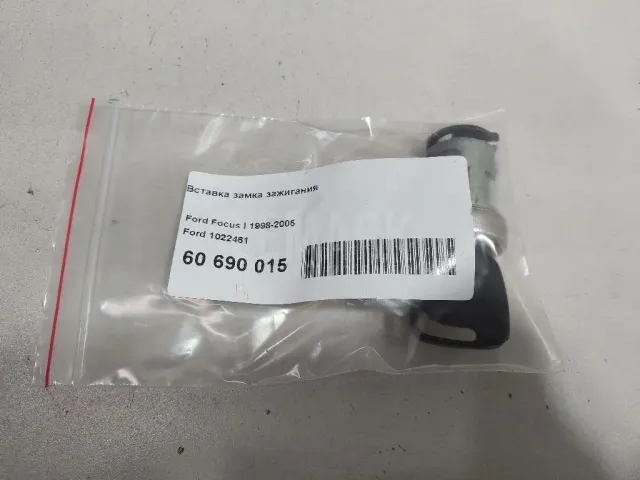 Вставка замка зажигания
Ford Focus I 1998-2005
Ford 1022461
60 690 015